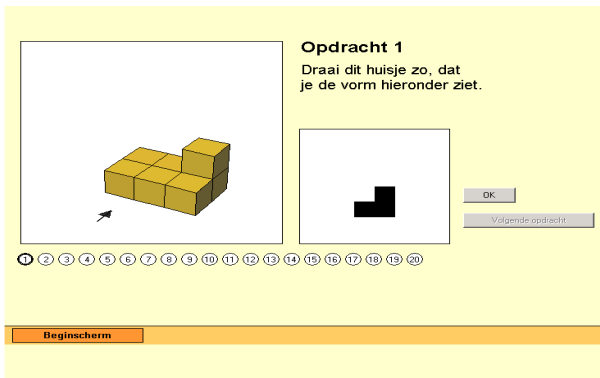 Opdracht 1
Draai dit huisje zo, dat
je de vorm hieronder ziet.
OK
Volgende opdracht
1 2 3 4 5 6 7 8 9 10 11 12 13 14 15 16 17 18 19 20
Beginscherm